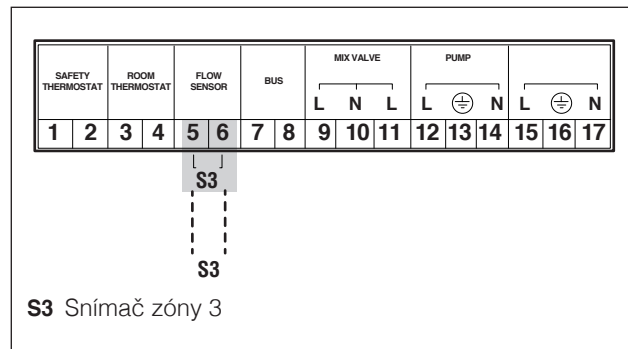 SAFETY THERMOSTAT
ROOM THERMOSTAT
FLOW SENSOR
BUS
MIX VALVE
PUMP
L N L L N L N
1 2 3 4 5 6 7 8 9 10 11 12 13 14 15 16 17
S3
S3
S3 Snímač zóny 3